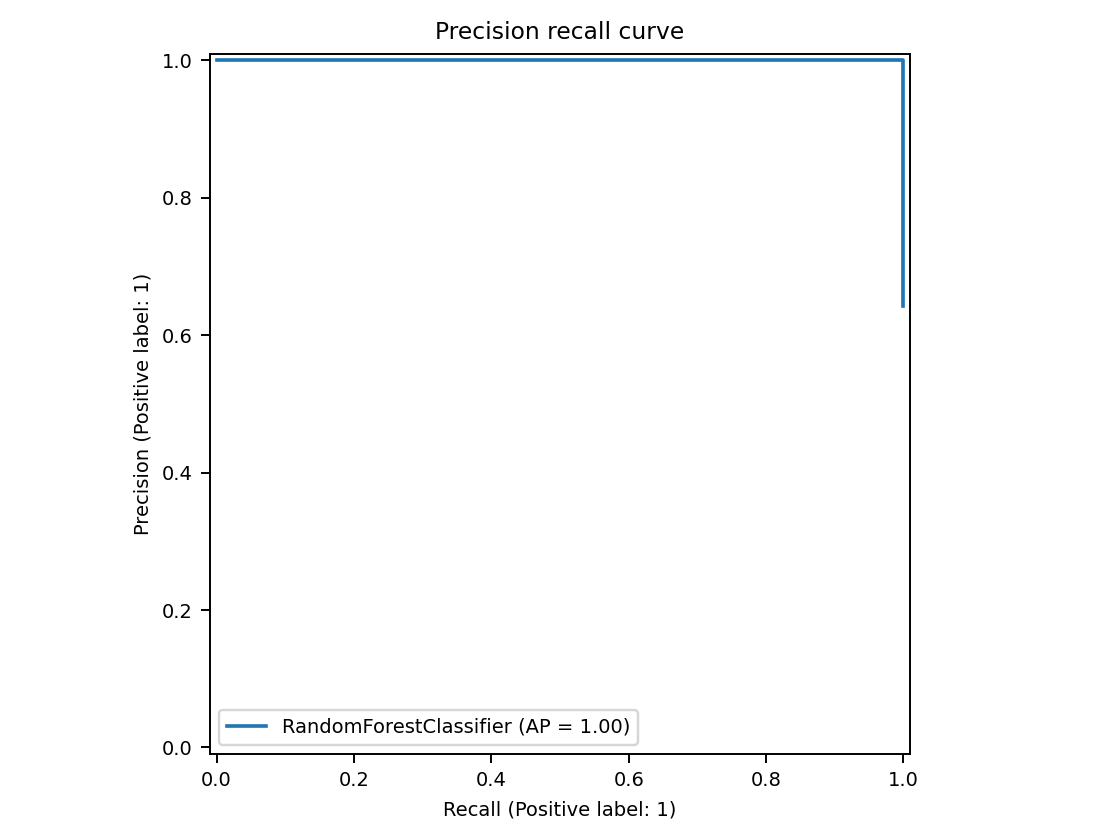 Precision recall curve
1.0
0.8
0.6
0.4
0.2
0.0
Precision (Positive label: 1)
RandomForestClassifier (AP = 1.00)
0.0 0.2 0.4 0.6 0.8 1.0
Recall (Positive label: 1)